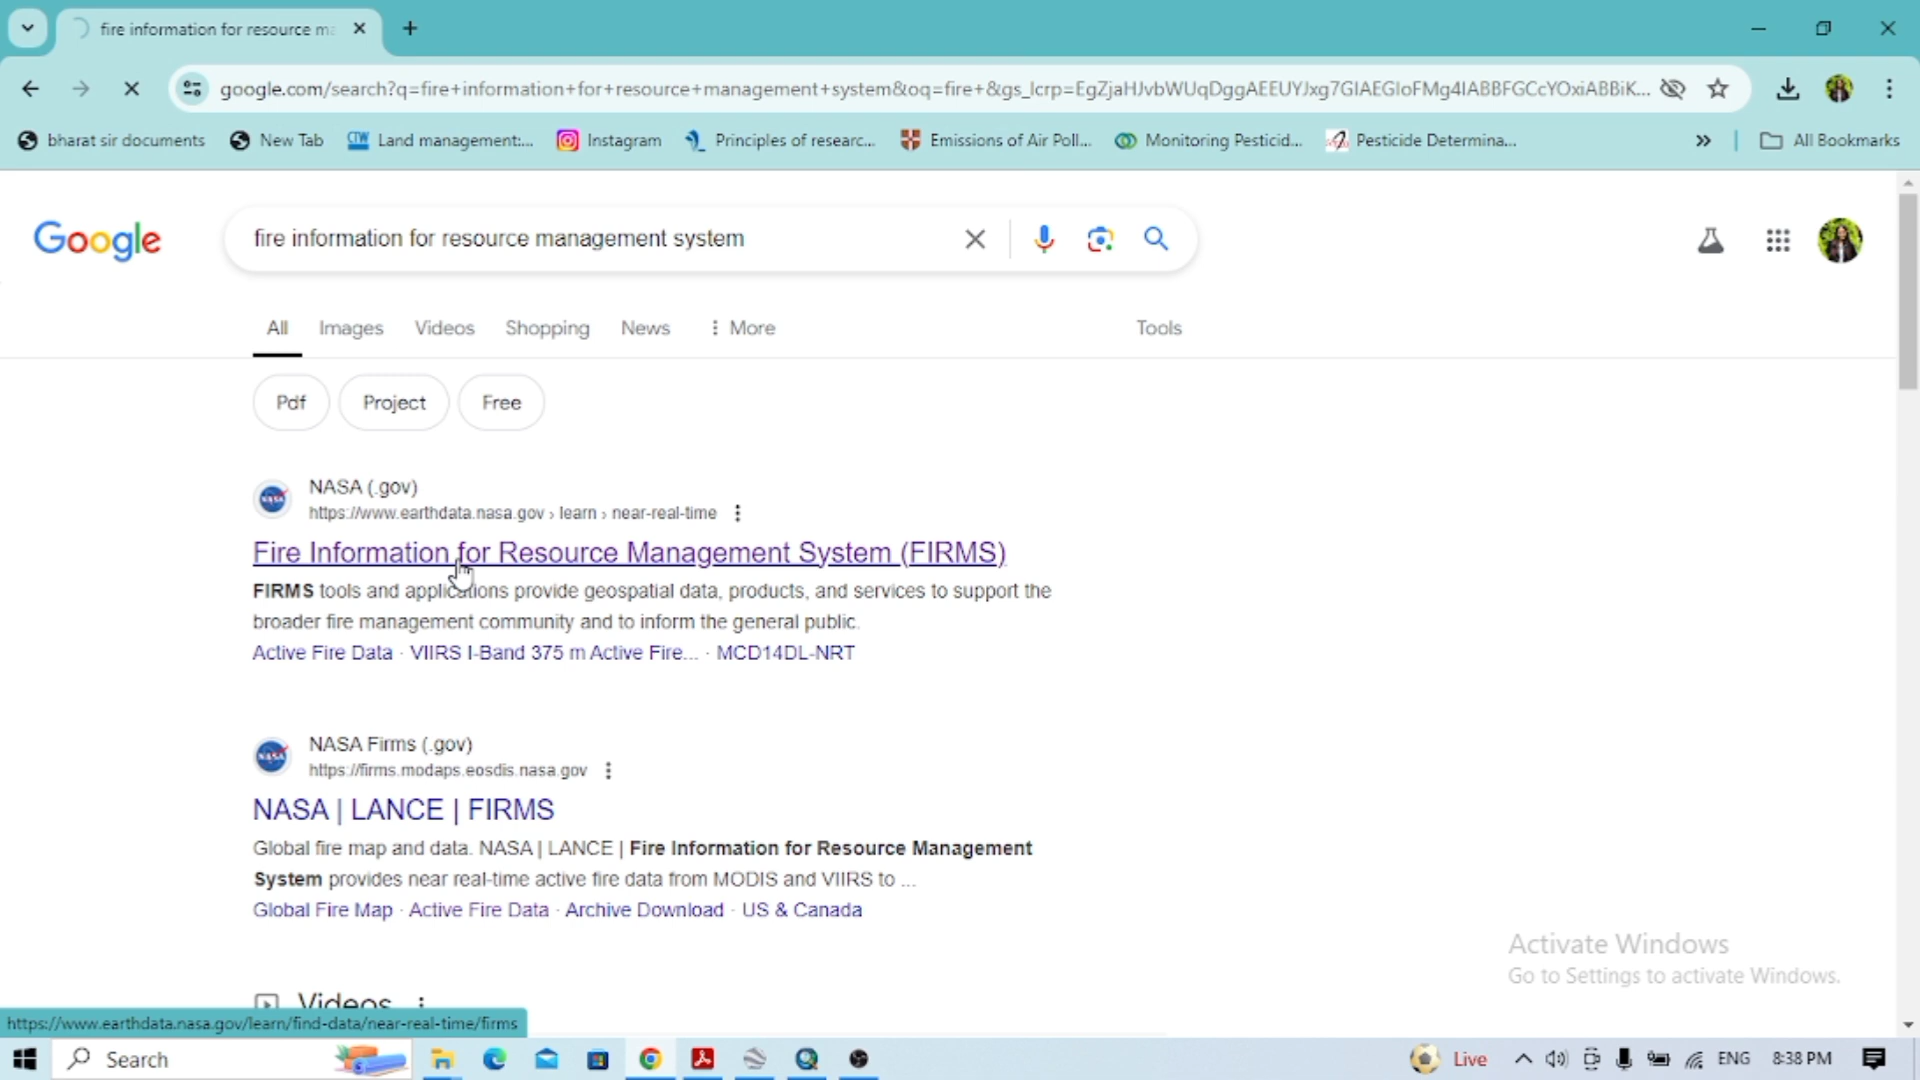 fire information for resource ma
google.com/search?q=fire+information+for+resource+management+system&oq=fire+&gs_lcrp=EgZjaHJvbWUqDggAEEUYJxg7GIAEGIoFMg4IABBFGCcYOxiABBiK...
bharat sir documents New Tab Land management:... Instagram Principles of researc... Emissions of Air Poll... Monitoring Pesticid... Pesticide Determina... » All Bookmarks
Google fire information for resource management system
All Images Videos Shopping News More Tools
Pdf Project Free
NASA (.gov)
https://www.earthdata.nasa.gov › learn › near-real-time
Fire Information for Resource Management System (FIRMS)
FIRMS tools and applications provide geospatial data, products, and services to support the
broader fire management community and to inform the general public.
Active Fire Data · VIIRS I-Band 375 m Active Fire... · MCD14DL-NRT
NASA Firms (.gov)
https://firms.modaps.eosdis.nasa.gov
NASA | LANCE | FIRMS
Global fire map and data. NASA | LANCE | Fire Information for Resource Management
System provides near real-time active fire data from MODIS and VIIRS to ...
Global Fire Map · Active Fire Data · Archive Download · US & Canada
Activate Windows
Go to Settings to activate Windows.
Videos
https://www.earthdata.nasa.gov/learn/find-data/near-real-time/firms
Search Live ENG 8:38 PM